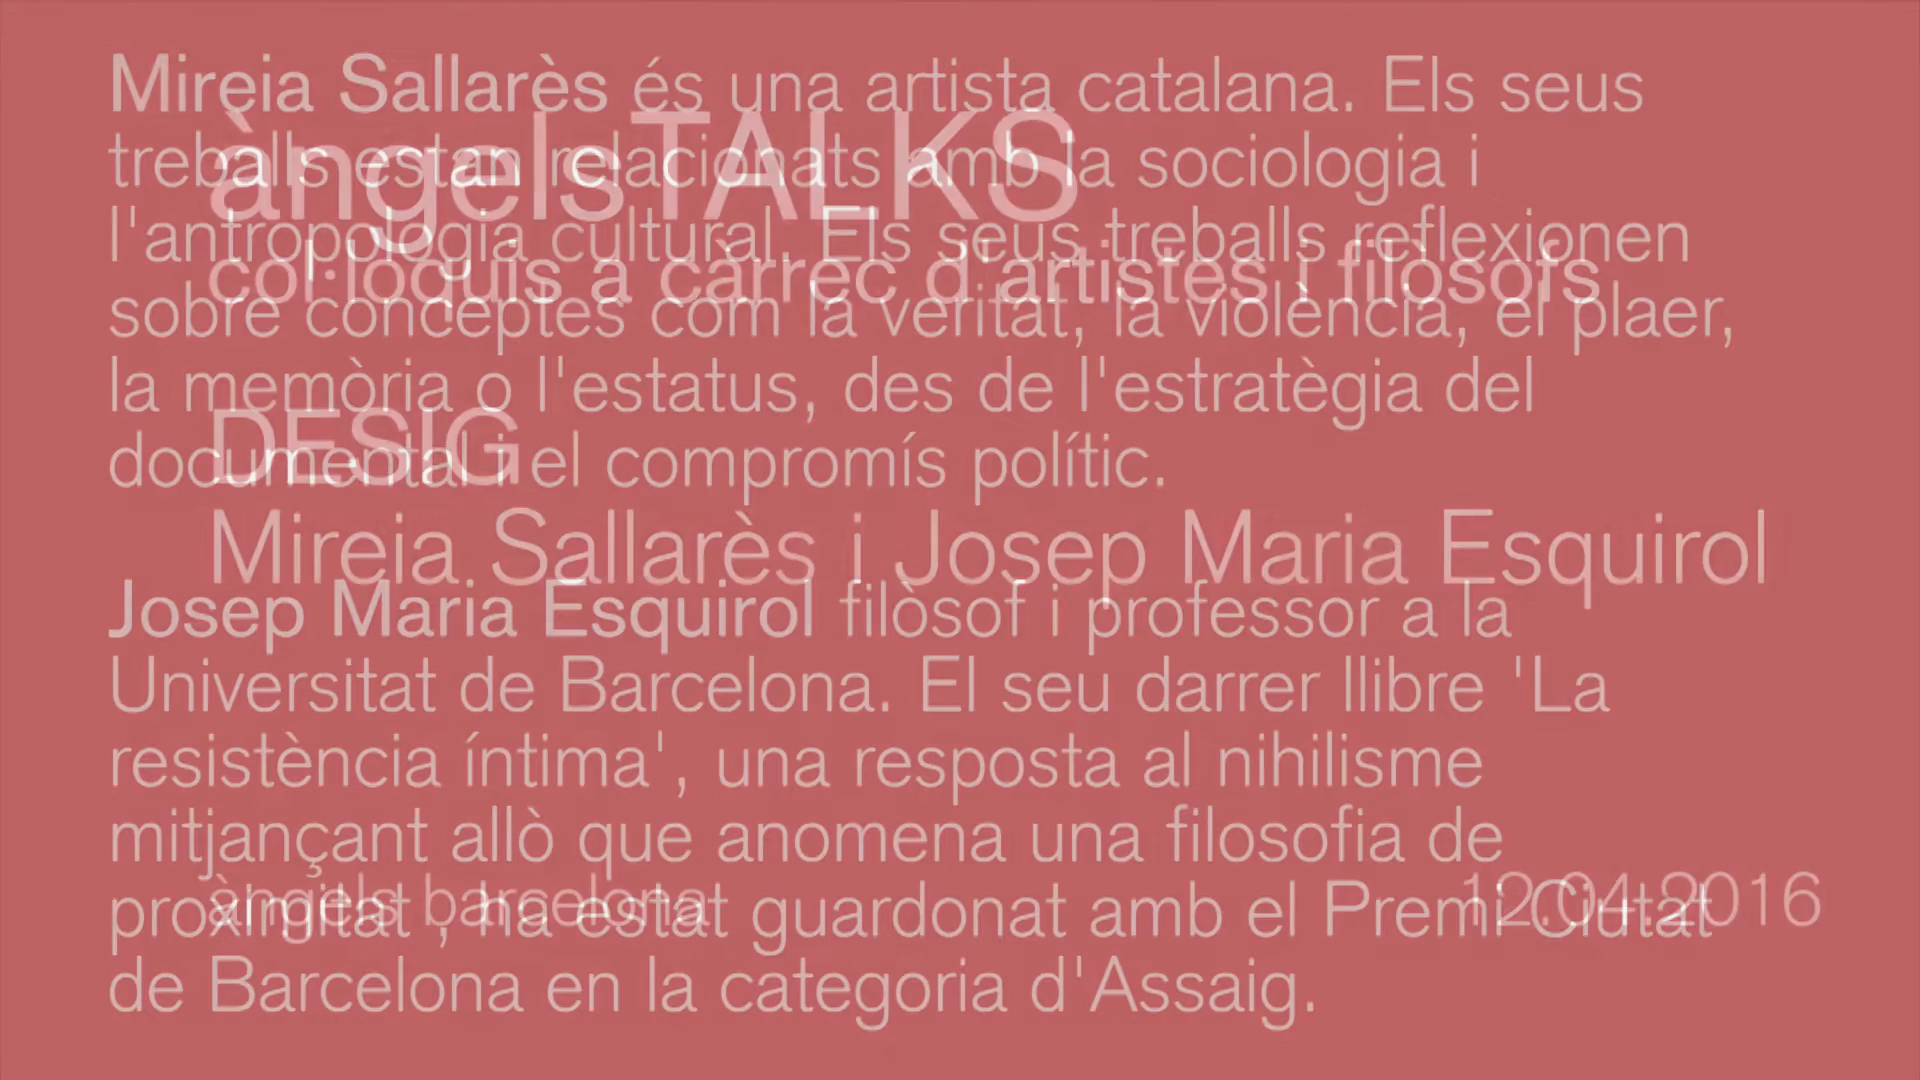 Mireia Sallarès és una artista catalana. Els seus
treballs estan relacionats amb la sociologia i
l'antropologia cultural. Els seus treballs reflexionen
sobre conceptes com la veritat, la violència, el plaer,
la memòria o l'estatus, des de l'estratègia del
documental i el compromís polític.
Josep Maria Esquirol filòsof i professor a la
Universitat de Barcelona. El seu darrer llibre 'La
resistència íntima', una resposta al nihilisme
mitjançant allò que anomena una filosofia de
proximitat , ha estat guardonat amb el Premi Ciutat
de Barcelona en la categoria d'Assaig.
àngelsTALKS
col·loquis a càrrec d'artistes i filòsofs
DESIG
Mireia Sallarès i Josep Maria Esquirol
àngels barcelona
12.04.2016